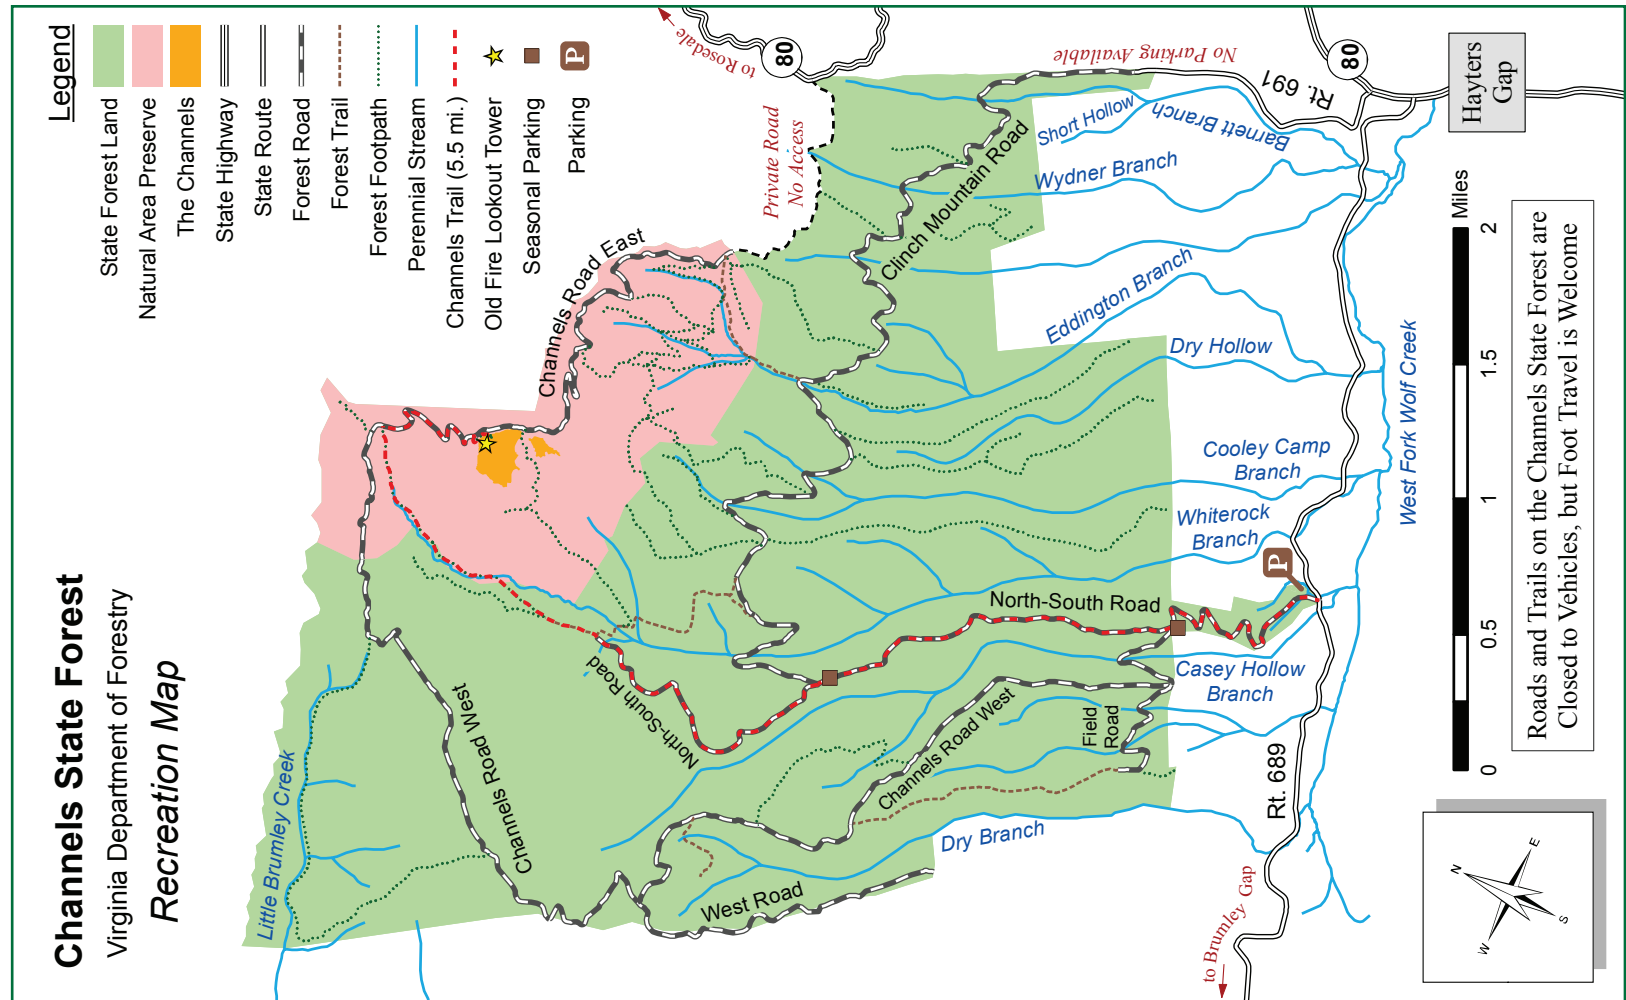 Channels State Forest
Virginia Department of Forestry
Recreation Map
Legend
State Forest Land
Natural Area Preserve
The Channels
State Highway
State Route
Forest Road
Forest Trail
Forest Footpath
Perennial Stream
Channels Trail (5.5 mi.)
Old Fire Lookout Tower
Seasonal Parking
Parking
P
to Rosedale
80
No Parking Available
Rt. 691
80
Hayters
Gap
Private Road
No Access
Short Hollow
Barnett Branch
Wydner Branch
Clinch Mountain Road
Channels Road East
Eddington Branch
Dry Hollow
West Fork Wolf Creek
Cooley Camp
Branch
Whiterock
Branch
P
North-South Road
Casey Hollow
Branch
Field
Road
Channels Road West
North-South Road
Channels Road West
Little Brumley Creek
West Road
Dry Branch
Rt. 689
to Brumley Gap
0
0.5
1
1.5
2
Miles
Roads and Trails on the Channels State Forest are
Closed to Vehicles, but Foot Travel is Welcome
N
E
S
W